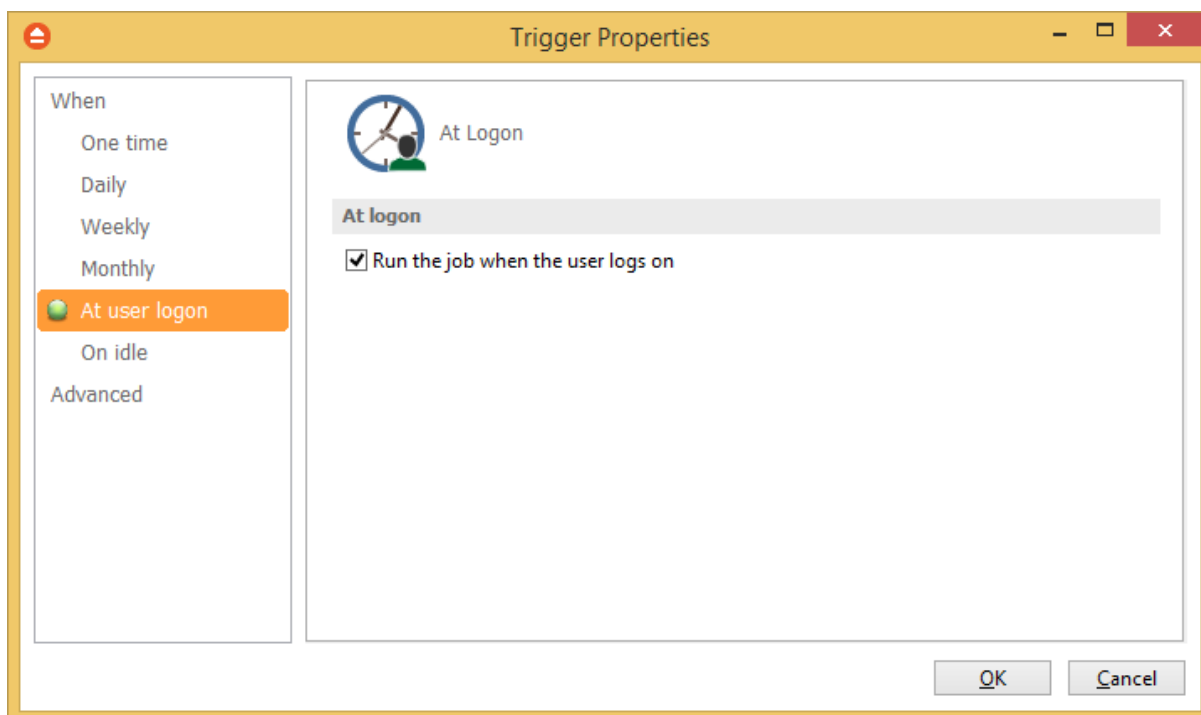 Trigger Properties
When
One time
Daily
Weekly
Monthly
At user logon
On idle
Advanced
At Logon
At logon
Run the job when the user logs on
OK
Cancel